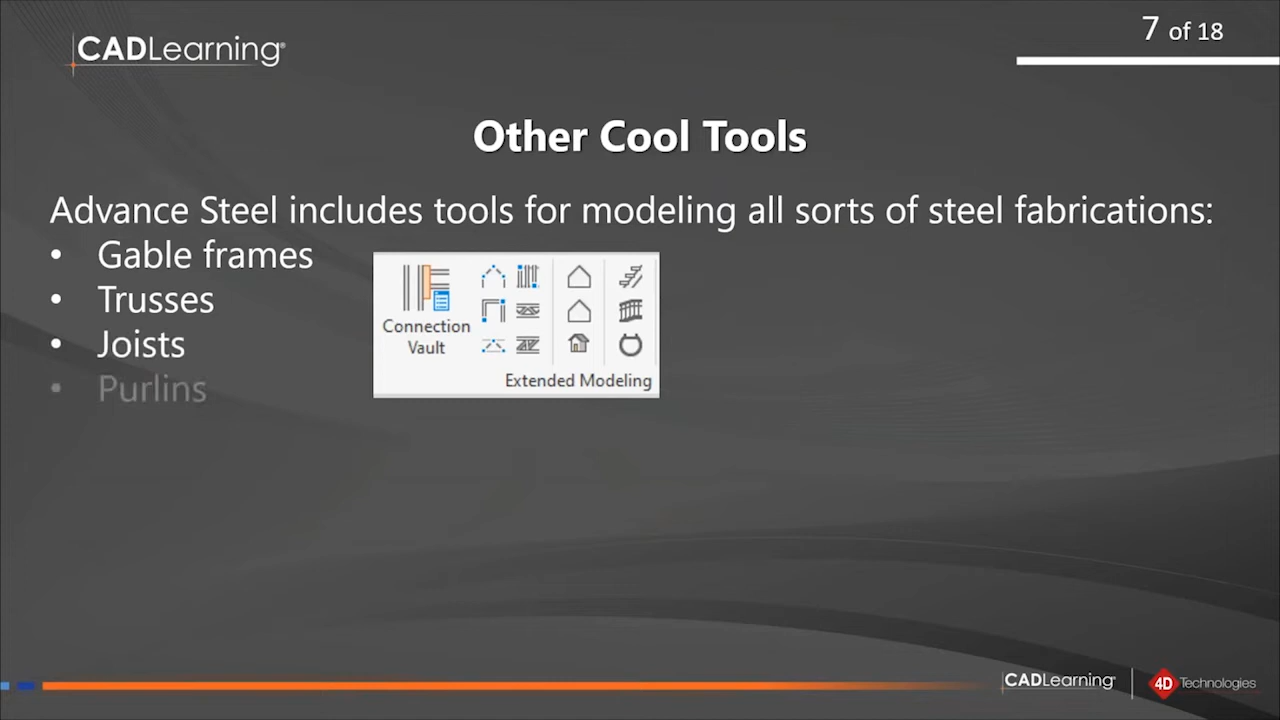 CADLearning®
7 of 18
Other Cool Tools
Advance Steel includes tools for modeling all sorts of steel fabrications:
• Gable frames
• Trusses
• Joists
• Purlins
Connection
Vault
Extended Modeling
CADLearning®
4D Technologies